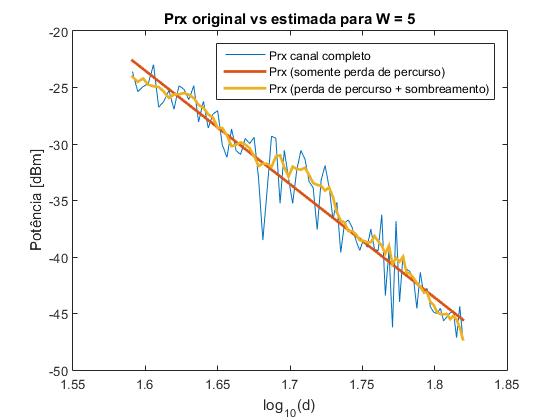 Prx original vs estimada para W = 5
Prx canal completo
Prx (somente perda de percurso)
Prx (perda de percurso + sombreamento)
Potência [dBm]
-20
-25
-30
-35
-40
-45
-50
1.55
1.6
1.65
1.7
1.75
1.8
1.85
log10(d)